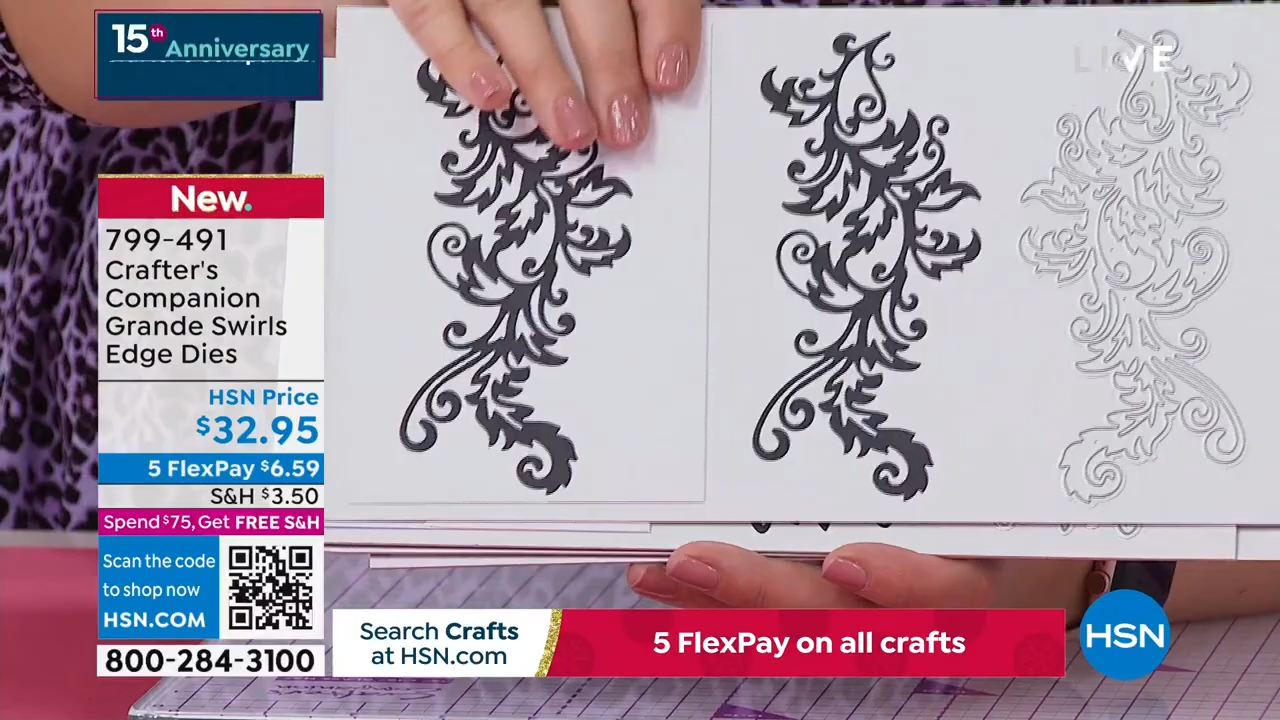 15th Anniversary
LIVE
New.
799-491
Crafter's
Companion
Grande Swirls
Edge Dies
HSN Price
$32.95
5 FlexPay $6.59
S&H $3.50
Spend $75, Get FREE S&H
Scan the code
to shop now
HSN.COM
800-284-3100
Search Crafts
at HSN.com
5 FlexPay on all crafts
HSN